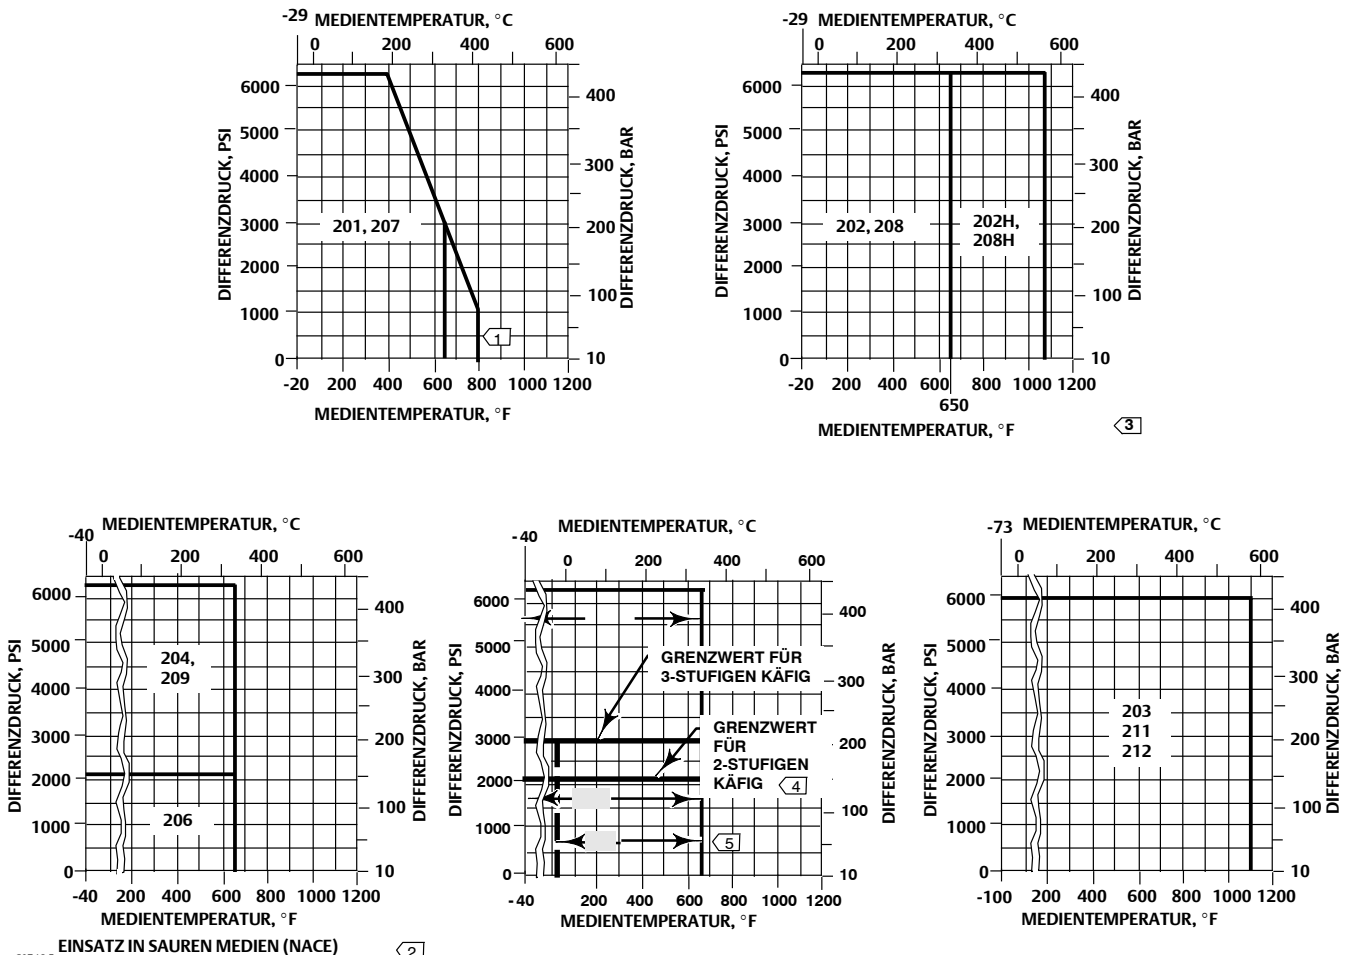 -29 MEDIENTEMPERATUR, °C
0 200 400 600
6000
5000
4000
3000
2000
1000
0
DIFFERENZDRUCK, PSI
201, 207
1
400
300
200
100
10
DIFFERENZDRUCK, BAR
-20 200 400 600 800 1000 1200
MEDIENTEMPERATUR, °F
-29 MEDIENTEMPERATUR, °C
0 200 400 600
6000
5000
4000
3000
2000
1000
0
DIFFERENZDRUCK, PSI
202, 208
202H,
208H
400
300
200
100
10
DIFFERENZDRUCK, BAR
-20 200 400 600 800 1000 1200
650
MEDIENTEMPERATUR, °F
3
-40 MEDIENTEMPERATUR, °C
0 200 400 600
6000
5000
4000
3000
2000
1000
0
DIFFERENZDRUCK, PSI
204,
209
206
400
300
200
100
10
DIFFERENZDRUCK, BAR
-40 200 400 600 800 1000 1200
MEDIENTEMPERATUR, °F
EINSATZ IN SAUREN MEDIEN (NACE)
2
-40 MEDIENTEMPERATUR, °C
0 200 400 600
6000
5000
4000
3000
2000
1000
0
DIFFERENZDRUCK, PSI
GRENZWERT FÜR
3-STUFIGEN KÄFIG
GRENZWERT
FÜR
2-STUFIGEN
KÄFIG
4
5
400
300
200
100
10
DIFFERENZDRUCK, BAR
-40 200 400 600 800 1000 1200
MEDIENTEMPERATUR, °F
-73 MEDIENTEMPERATUR, °C
0 200 400 600
6000
5000
4000
3000
2000
1000
0
DIFFERENZDRUCK, PSI
203
211
212
400
300
200
100
10
DIFFERENZDRUCK, BAR
-100 200 400 600 800 1000 1200
MEDIENTEMPERATUR, °F